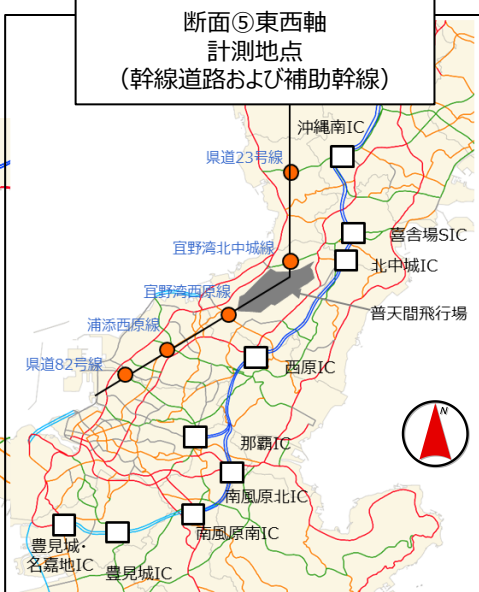 断面⑤東西軸
計測地点
（幹線道路および補助幹線）
沖縄南IC
県道23号線
喜舎場SIC
宜野湾北中城線
北中城IC
宜野湾西原線
普天間飛行場
浦添西原線
県道82号線
西原IC
N
那覇IC
南風原北IC
南風原南IC
豊見城・
名嘉地IC
豊見城IC